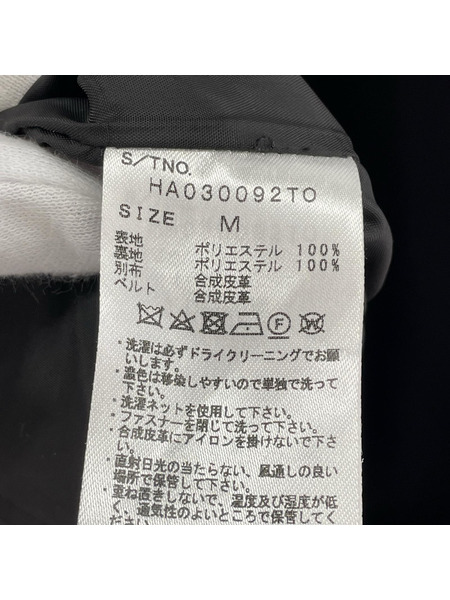 S/TNO.
HA030092TO
SIZE M
表地 ポリエステル 100%
裏地 ポリエステル 100%
別布 合成皮革
ベルト 合成皮革
F W
・洗濯は必ずドライクリーニングでお願
いします。
・濃色は移染しやすいので単独で洗って
下さい。
・洗濯ネットを使用して下さい。
・ファスナーを閉じて洗って下さい。
・合成皮革にアイロンを掛けないで下さ
い。
・直射日光の当たらない、風通しの良い
場所で保管して下さい。
・重ね置きしないで、温度及び湿度が低
く、通気性のよいところで保管してく
ださい。